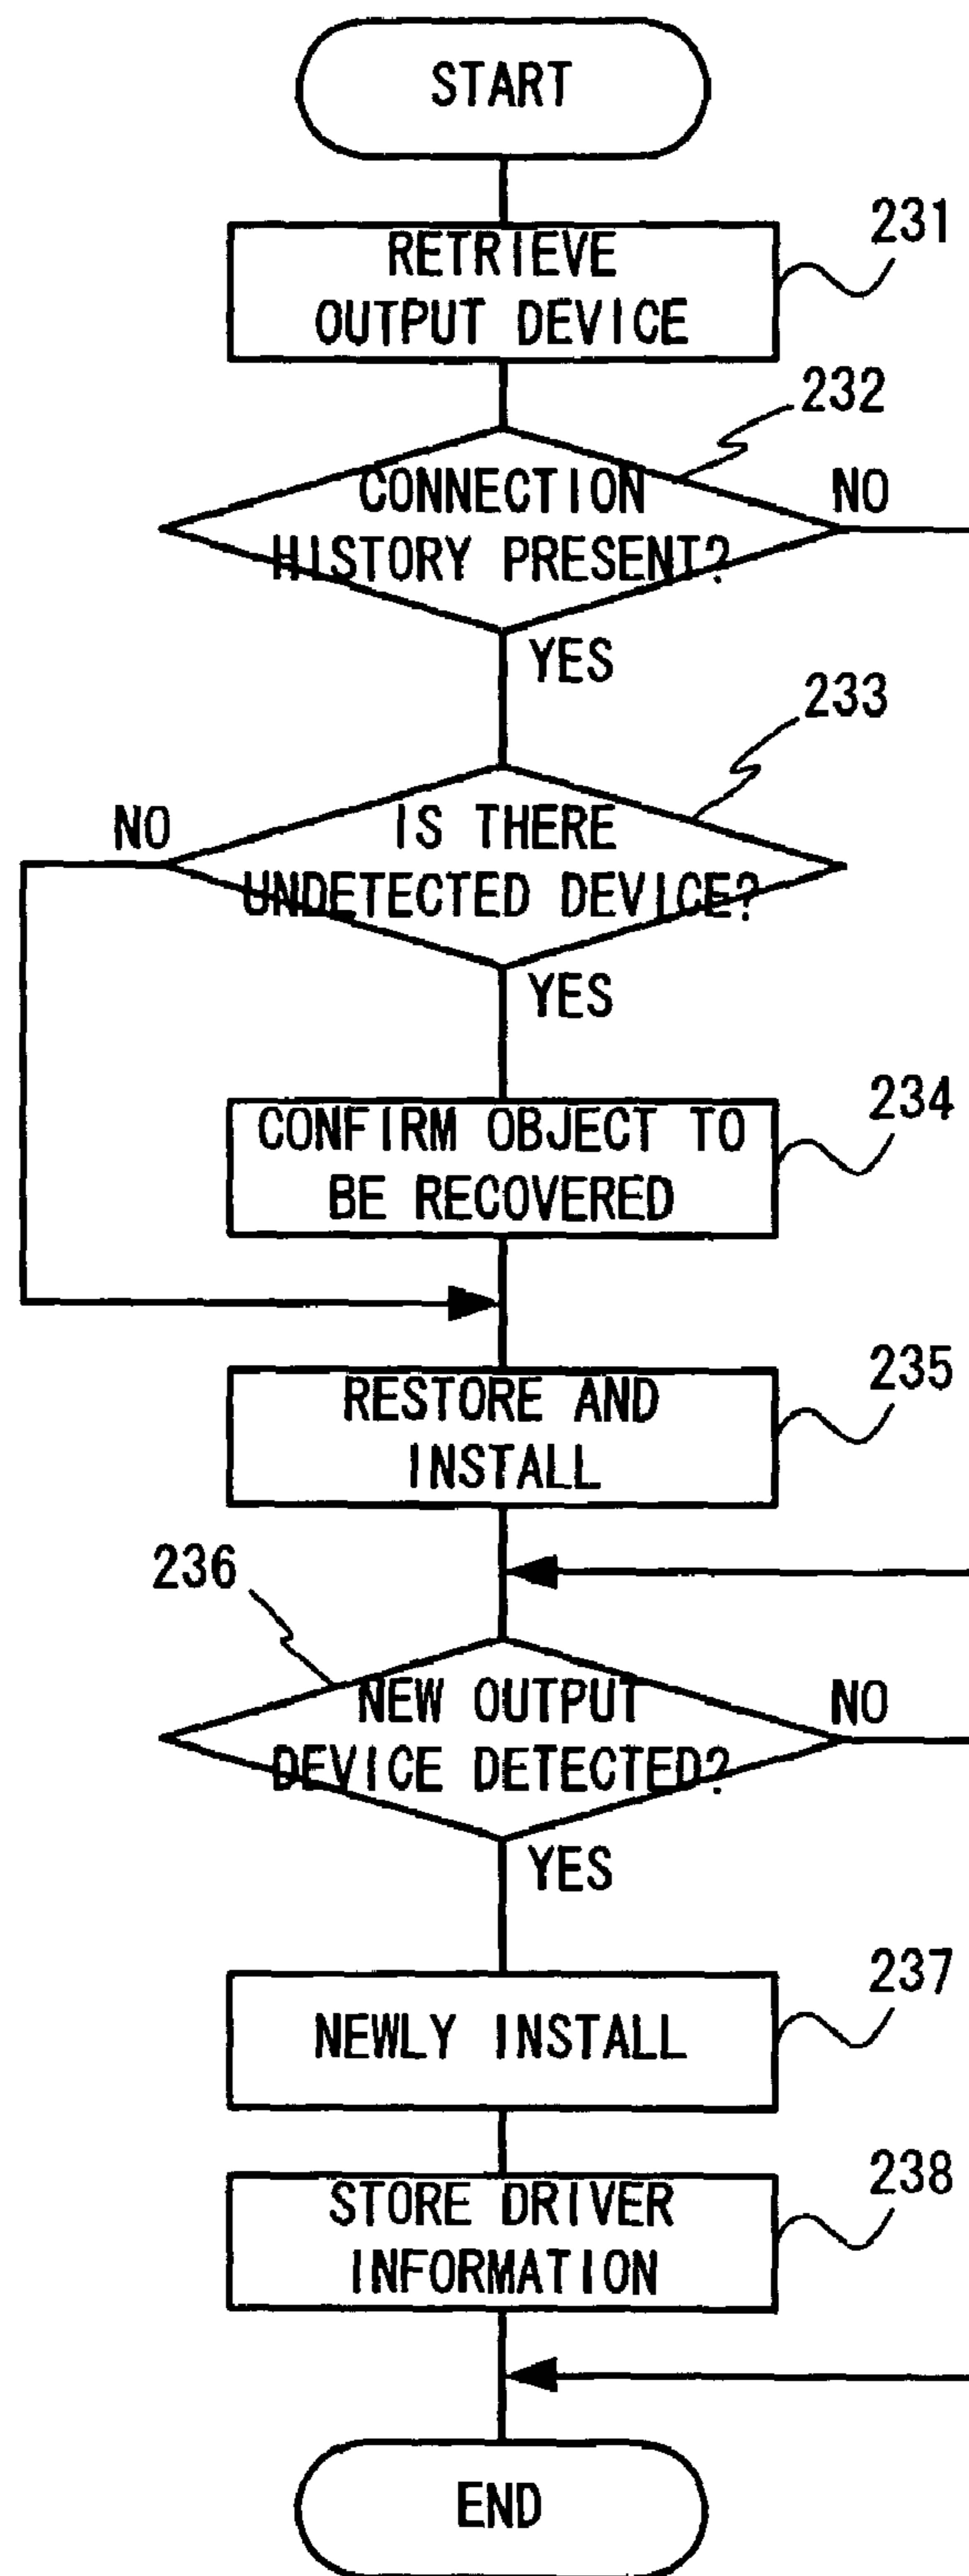 START
231
RETRIEVE
OUTPUT DEVICE
232
CONNECTION
HISTORY PRESENT?
NO
YES
233
NO
IS THERE
UNDETECTED DEVICE?
YES
234
CONFIRM OBJECT TO
BE RECOVERED
235
RESTORE AND
INSTALL
236
NEW OUTPUT
DEVICE DETECTED?
NO
YES
237
NEWLY INSTALL
238
STORE DRIVER
INFORMATION
END